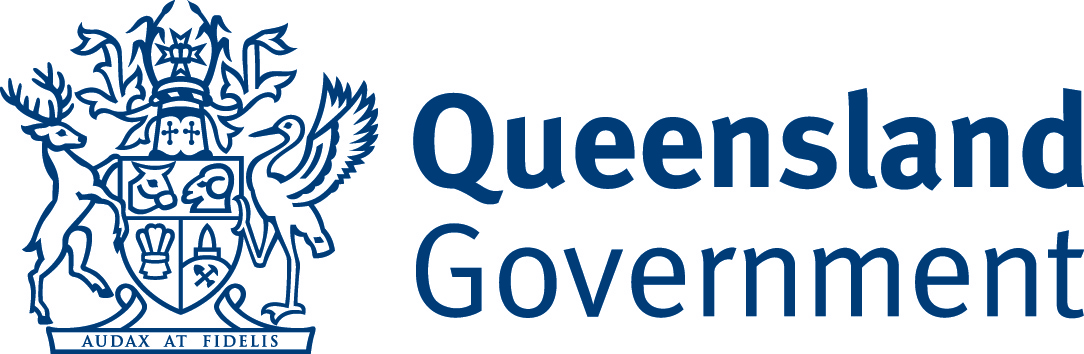 Queensland
Government
AUDAX AT FIDELIS